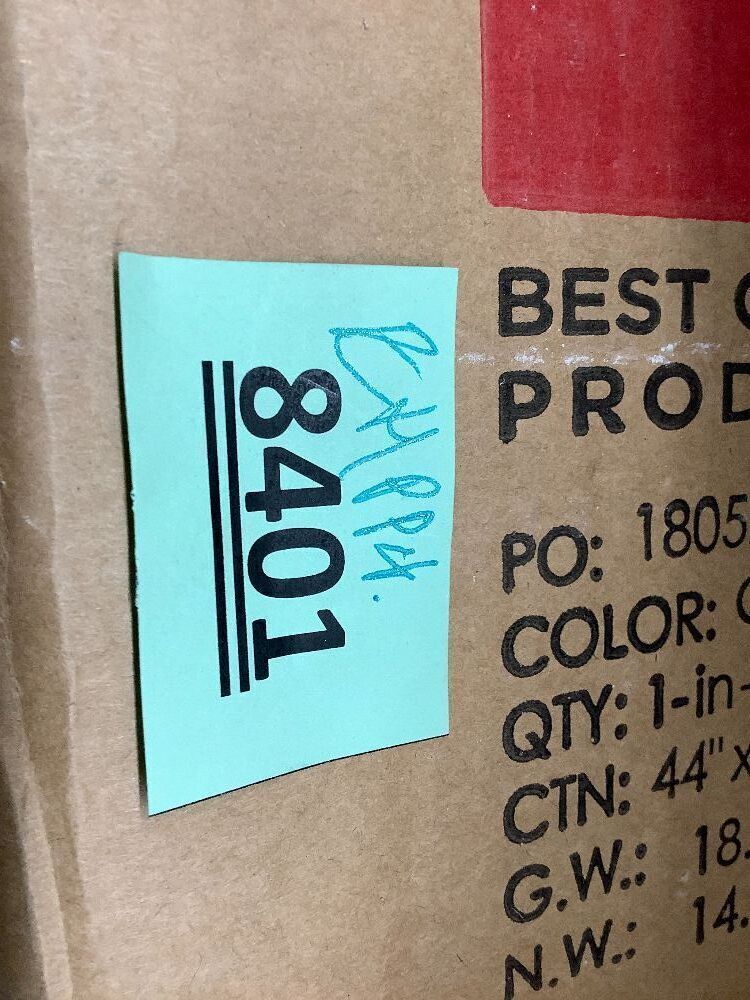 8401
BEST
PROD
PO: 1805
COLOR:
QTY: 1-in-
CTN: 44"x
G.W.: 18.
N.W.: 14.